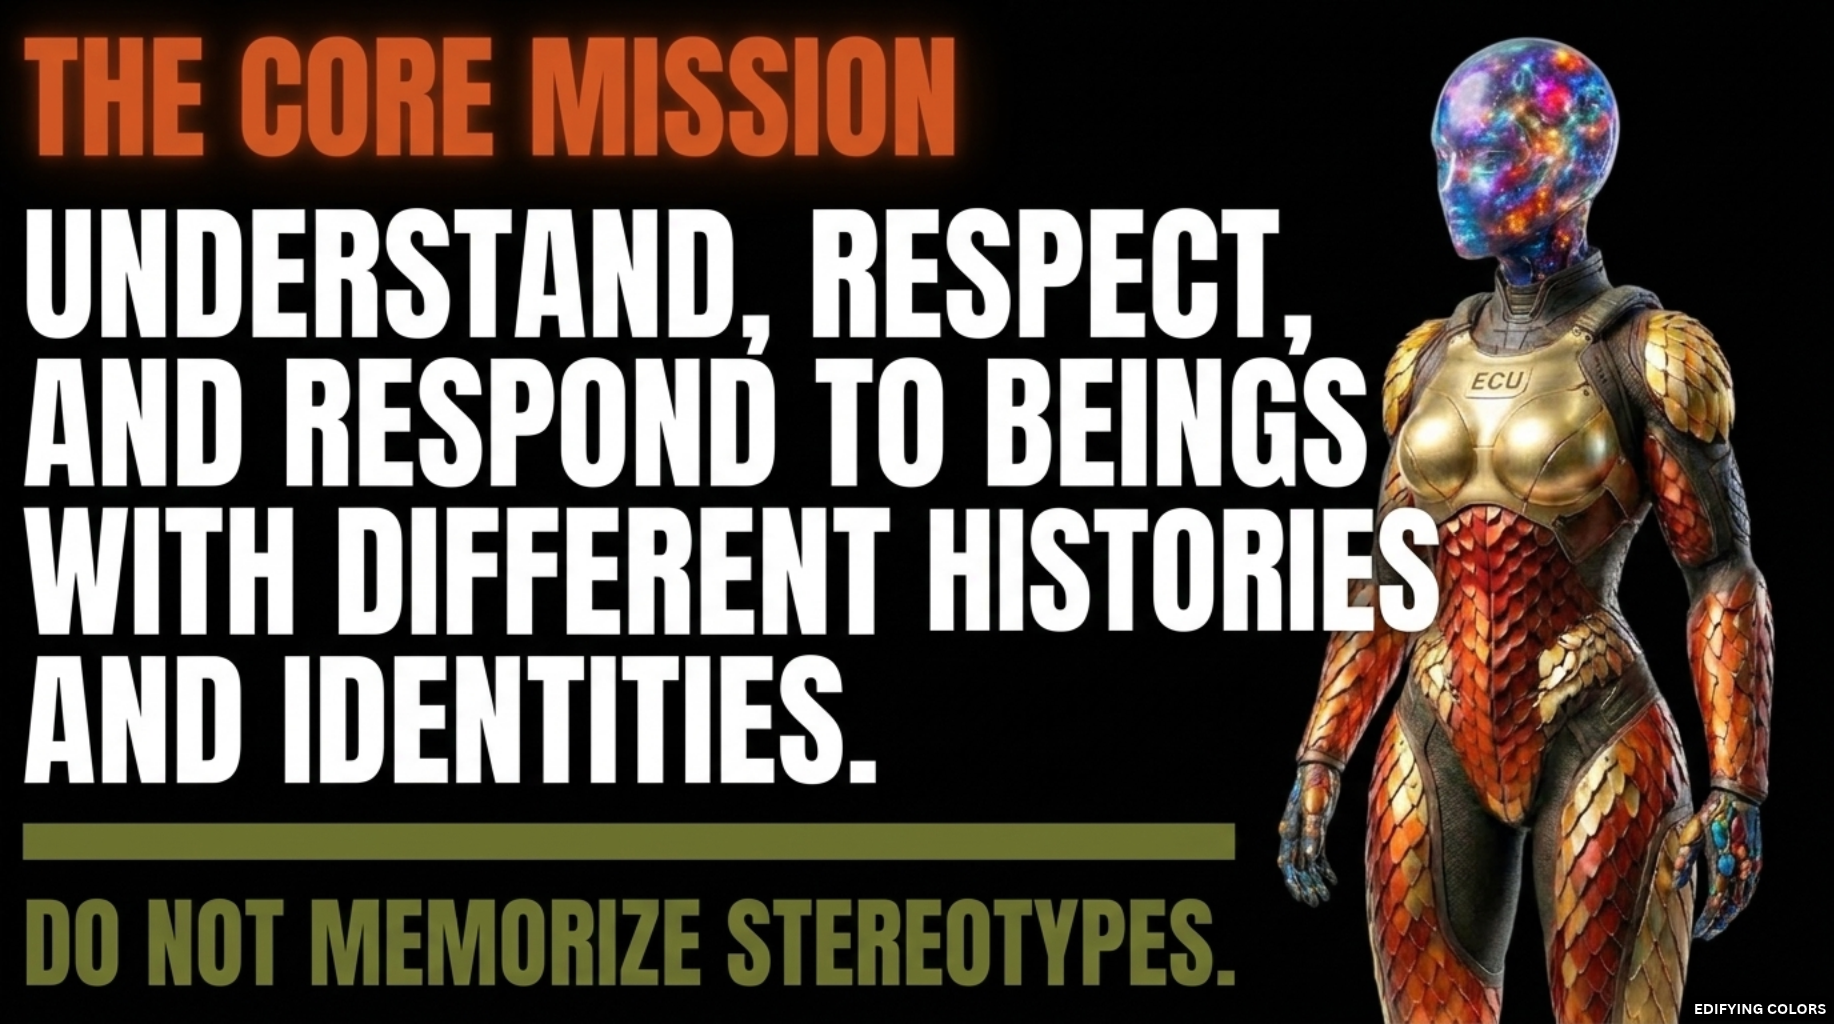 THE CORE MISSION
UNDERSTAND, RESPECT,
AND RESPOND TO BEINGS
WITH DIFFERENT HISTORIES
AND IDENTITIES.
DO NOT MEMORIZE STEREOTYPES.
ECU
EDIFYING COLORS